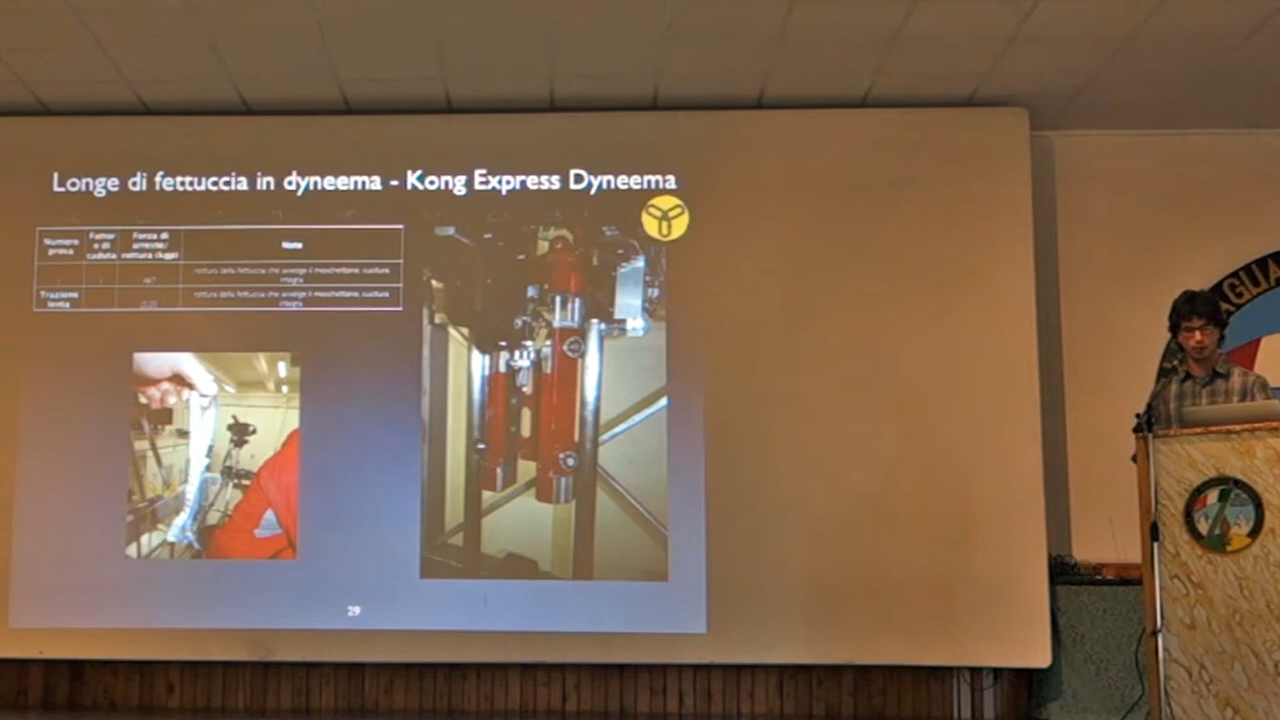 Longe di fettuccia in dyneema - Kong Express Dyneema
Numero prova
Fattor e di caduta
Forza di arresto/ rottura (kgp)
Note
rottura della fettuccia che avvolge il moschettone, cucitura integra
Trazione lenta
rottura della fettuccia che avvolge il moschettone, cucitura integra
29
AGUA